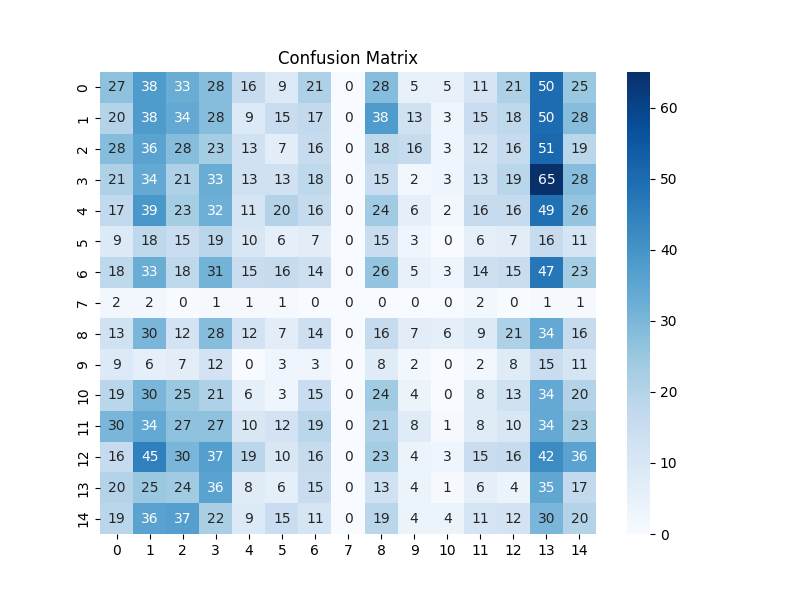 Confusion Matrix
0 27 38 33 28 16 9 21 0 28 5 5 11 21 50 25
1 20 38 34 28 9 15 17 0 38 13 3 15 18 50 28
2 28 36 28 23 13 7 16 0 18 16 3 12 16 51 19
3 21 34 21 33 13 13 18 0 15 2 3 13 19 65 28
4 17 39 23 32 11 20 16 0 24 6 2 16 16 49 26
5 9 18 15 19 10 6 7 0 15 3 0 6 7 16 11
6 18 33 18 31 15 16 14 0 26 5 3 14 15 47 23
7 2 2 0 1 1 1 0 0 0 0 0 2 0 1 1
8 13 30 12 28 12 7 14 0 16 7 6 9 21 34 16
9 9 6 7 12 0 3 3 0 8 2 0 2 8 15 11
10 19 30 25 21 6 3 15 0 24 4 0 8 13 34 20
11 30 34 27 27 10 12 19 0 21 8 1 8 10 34 23
12 16 45 30 37 19 10 16 0 23 4 3 15 16 42 36
13 20 25 24 36 8 6 15 0 13 4 1 6 4 35 17
14 19 36 37 22 9 15 11 0 19 4 4 11 12 30 20
0 1 2 3 4 5 6 7 8 9 10 11 12 13 14
60
50
40
30
20
10
0